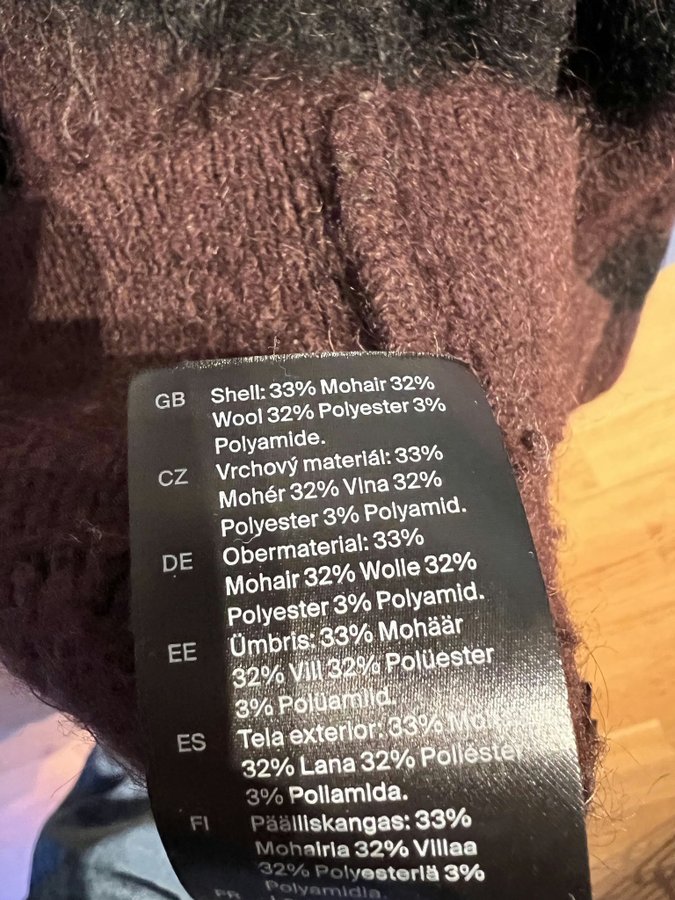 GB Shell: 33% Mohair 32%
Wool 32% Polyester 3%
Polyamide.
CZ Vrchový materiál: 33%
Mohér 32% Vlna 32%
Polyester 3% Polyamid.
DE Obermaterial: 33%
Mohair 32% Wolle 32%
Polyester 3% Polyamid.
EE Ümbris: 33% Mohäär
32% Vill 32% Polüester
3% Polüamiid.
ES Tela exterior: 33%
32% Lana 32% Poliéster
3% Poliamida.
FI Päälliskangas: 33%
Mohairia 32% Villaa
32% Polyesteriä 3%
Polyamidia.
FR